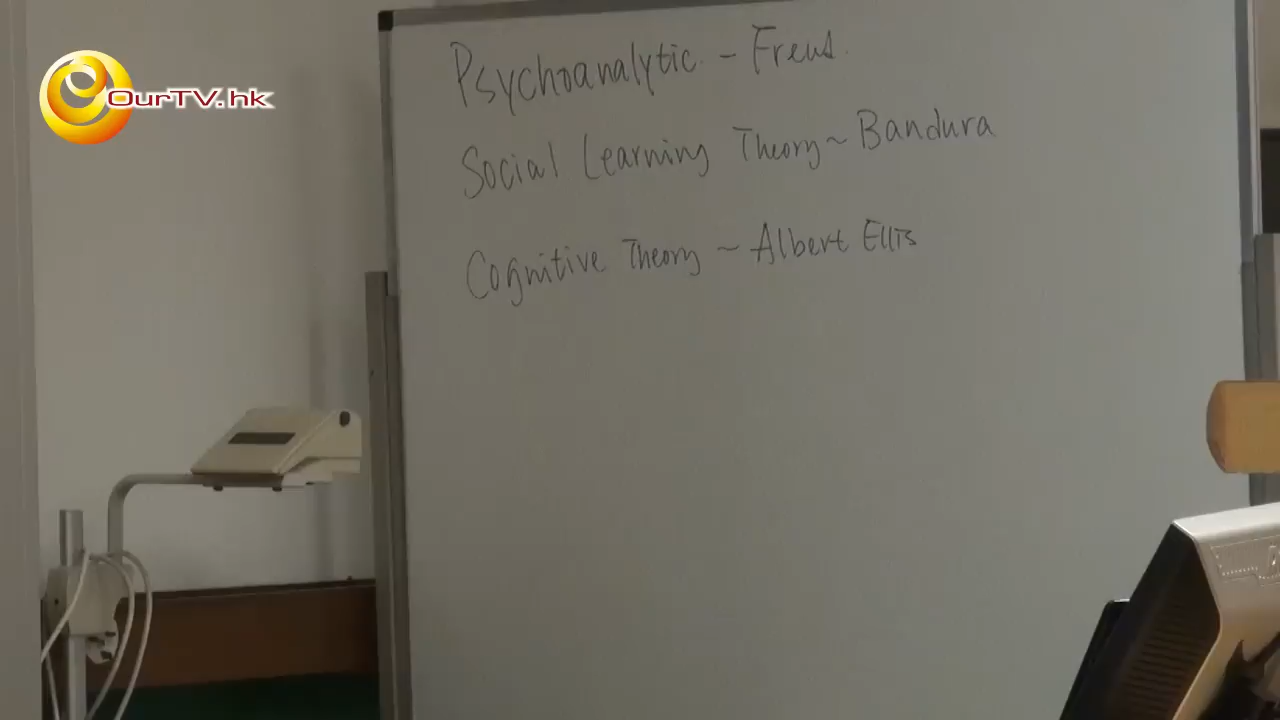 OurTV.hk
Psychoanalytic - Freud.
Social Learning Theory ~ Bandura
Cognitive Theory ~ Albert Ellis